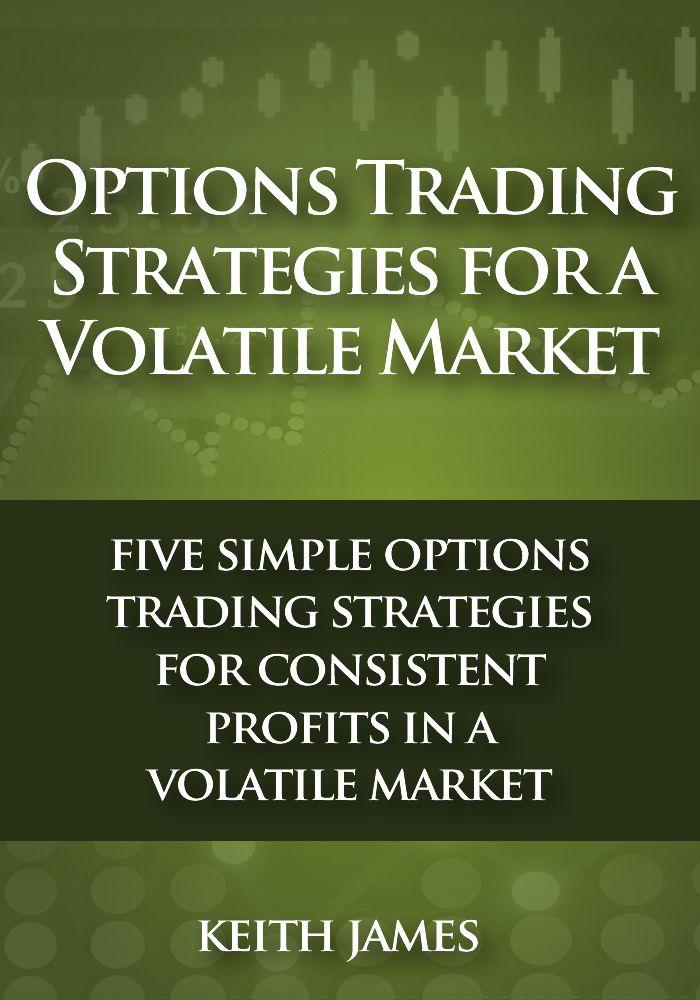 OPTIONS TRADING
STRATEGIES FOR A
VOLATILE MARKET
FIVE SIMPLE OPTIONS
TRADING STRATEGIES
FOR CONSISTENT
PROFITS IN A
VOLATILE MARKET
KEITH JAMES